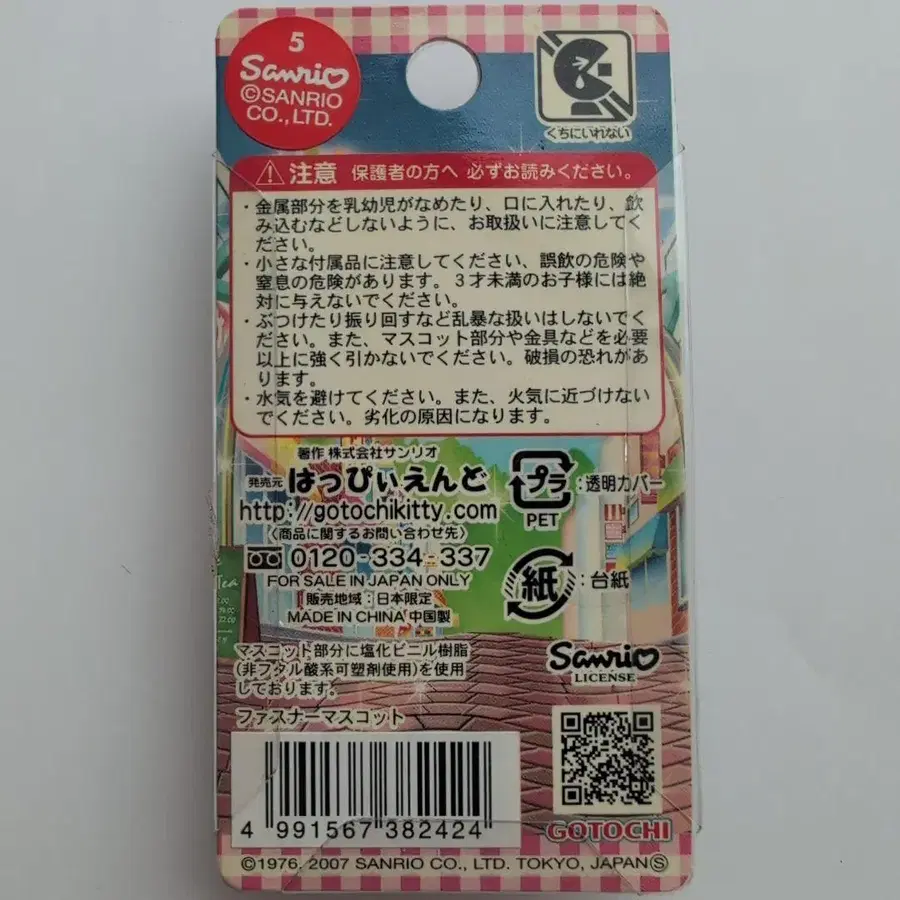 5
Sanrio
©SANRIO
CO., LTD.
くちにいれない
注意 保護者の方へ 必ずお読みください。
・金属部分を乳幼児がなめたり、口に入れたり、飲
み込むなどしないように、お取扱いに注意してく
ださい。
・小さな付属品に注意してください、誤飲の危険や
窒息の危険があります。3才未満のお子様には絶
対に与えないでください。
・ぶつけたり振り回すなど乱暴な扱いはしないでく
ださい。また、マスコット部分や金具などを必要
以上に強く引かないでください。破損の恐れがあ
ります。
・水気を避けてください。また、火気に近づけない
でください。劣化の原因になります。
著作 株式会社サンリオ
発売元 はっぴぃえんど
http://gotochikitty.com
〈商品に関するお問い合わせ先〉
0120-334-337
FOR SALE IN JAPAN ONLY
販売地域：日本限定
MADE IN CHINA 中国製
プラ：透明カバー
PET
紙：台紙
Tea
マスコット部分に塩化ビニル樹脂
(非フタル酸系可塑剤使用)を使用
しております。
ファスナーマスコット
Sanrio
LICENSE
4 991567 382424
GOTOCHI
©1976, 2007 SANRIO CO., LTD. TOKYO, JAPAN Ⓢ